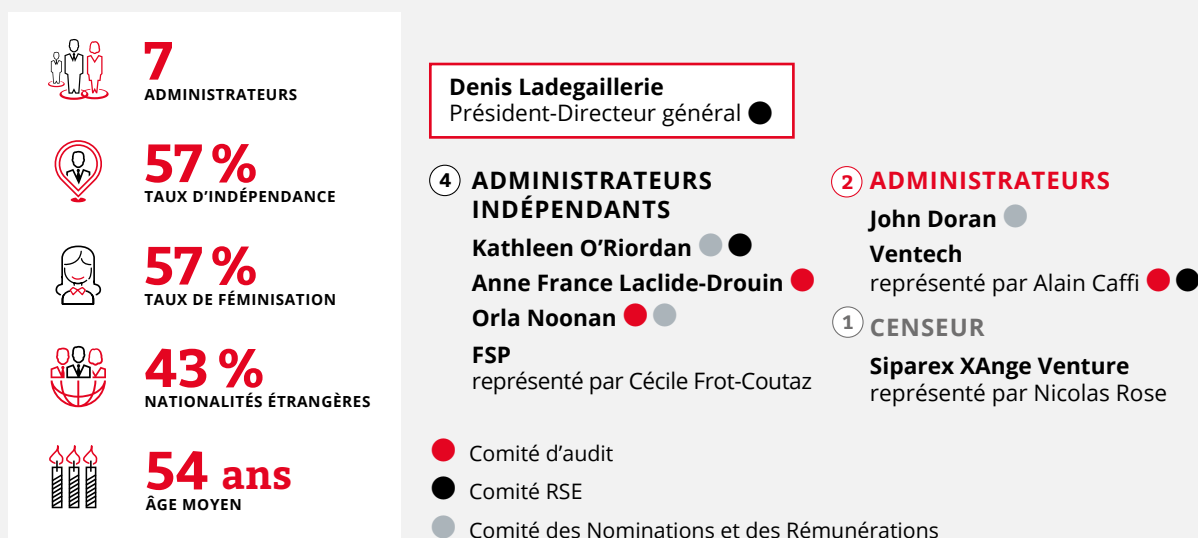 7
ADMINISTRATEURS
57 %
TAUX D’INDÉPENDANCE
57 %
TAUX DE FÉMINISATION
43 %
NATIONALITÉS ÉTRANGÈRES
54 ans
ÂGE MOYEN
Denis Ladegaillerie
Président-Directeur général
4 ADMINISTRATEURS
INDÉPENDANTS
Kathleen O’Riordan
Anne France Laclide-Drouin
Orla Noonan
FSP
représenté par Cécile Frot-Coutaz
2 ADMINISTRATEURS
John Doran
Ventech
représenté par Alain Caffi
1 CENSEUR
Siparex XAnge Venture
représenté par Nicolas Rose
Comité d’audit
Comité RSE
Comité des Nominations et des Rémunérations